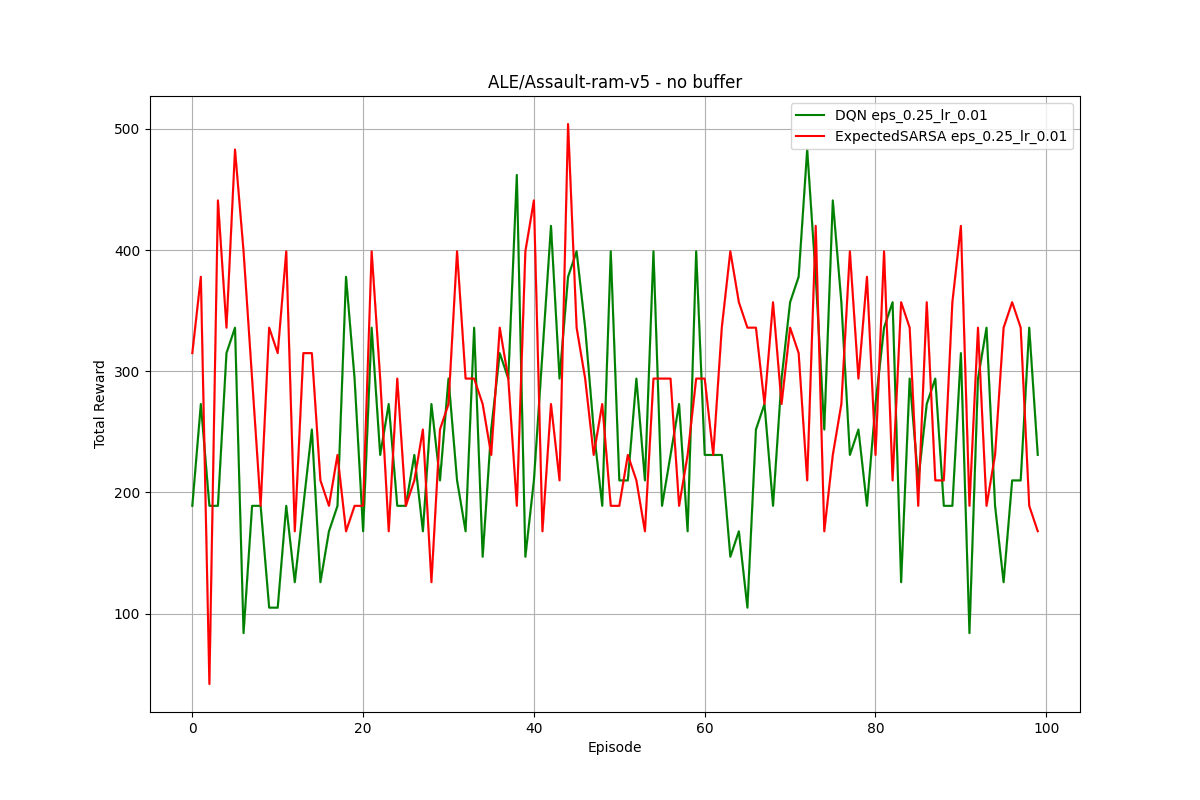 ALE/Assault-ram-v5 - no buffer
DQN eps_0.25_lr_0.01
ExpectedSARSA eps_0.25_lr_0.01
500
400
300
200
100
Total Reward
0
20
40
60
80
100
Episode